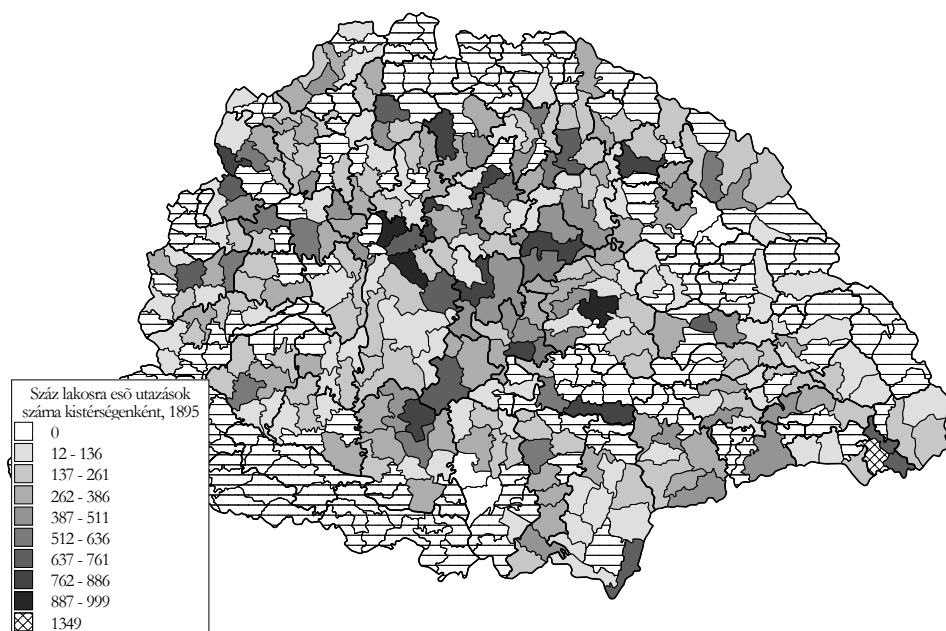 Száz lakosra esõ utazások
száma kistérségenként, 1895
0
12 - 136
137 - 261
262 - 386
387 - 511
512 - 636
637 - 761
762 - 886
887 - 999
1349